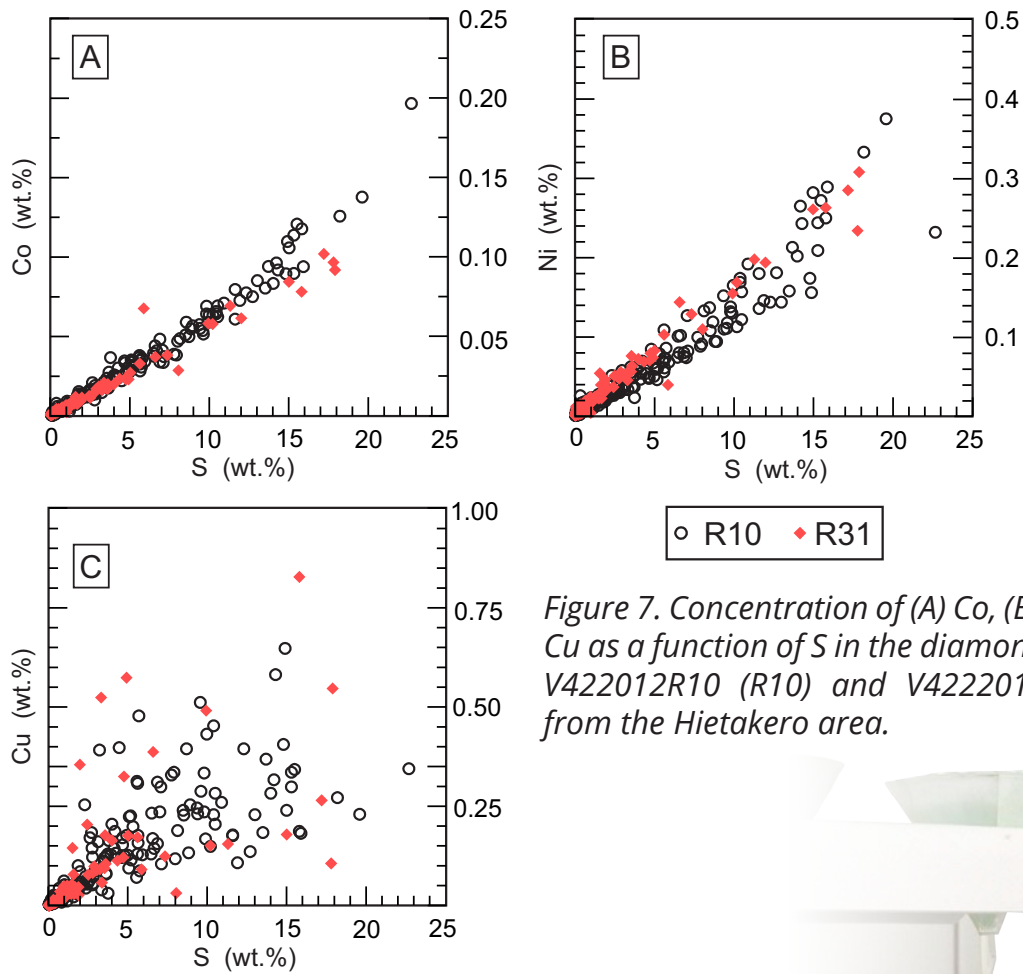 A
Co (wt.%)
0.25
0.20
0.15
0.10
0.05
0 5 10 15 20 25
S (wt.%)
B
Ni (wt.%)
0.5
0.4
0.3
0.2
0.1
0 5 10 15 20 25
S (wt.%)
C
Cu (wt.%)
1.00
0.75
0.50
0.25
0 5 10 15 20 25
S (wt.%)
R10 R31
Figure 7. Concentration of (A) Co, (B
Cu as a function of S in the diamon
V422012R10 (R10) and V422201
from the Hietakero area.